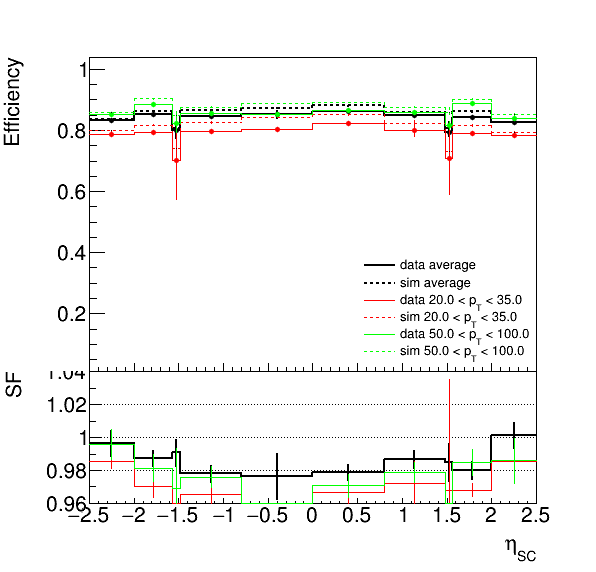 Efficiency
1
0.8
0.6
0.4
0.2
data average
sim average
data 20.0 < p_T < 35.0
sim 20.0 < p_T < 35.0
data 50.0 < p_T < 100.0
sim 50.0 < p_T < 100.0
SF
1.04
1.02
1
0.98
0.96
−2.5 −2 −1.5 −1 −0.5 0 0.5 1 1.5 2 2.5
η_SC